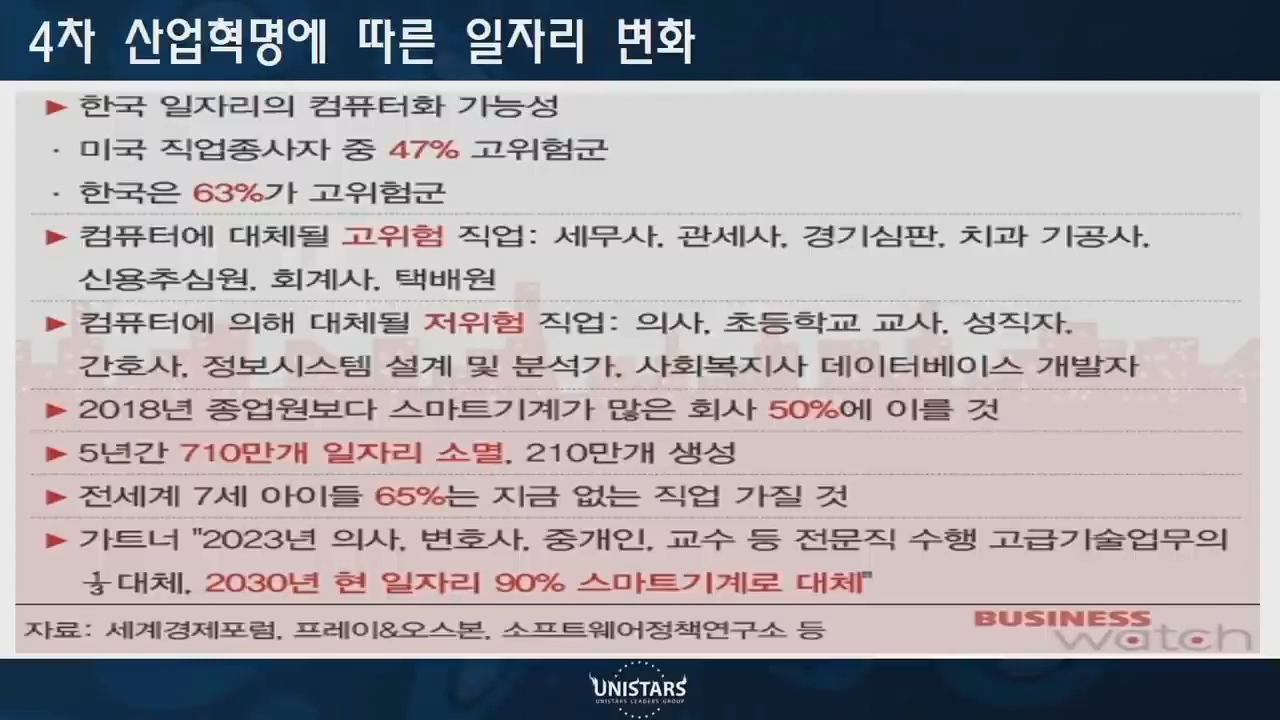 4차 산업혁명에 따른 일자리 변화
▶ 한국 일자리의 컴퓨터화 가능성
· 미국 직업종사자 중 47% 고위험군
· 한국은 63%가 고위험군
▶ 컴퓨터에 대체될 고위험 직업: 세무사, 관세사, 경기심판, 치과 기공사,
신용추심원, 회계사, 택배원
▶ 컴퓨터에 의해 대체될 저위험 직업: 의사, 초등학교 교사, 성직자,
간호사, 정보시스템 설계 및 분석가, 사회복지사 데이터베이스 개발자
▶ 2018년 종업원보다 스마트기계가 많은 회사 50%에 이를 것
▶ 5년간 710만개 일자리 소멸, 210만개 생성
▶ 전세계 7세 아이들 65%는 지금 없는 직업 가질 것
▶ 가트너 "2023년 의사, 변호사, 중개인, 교수 등 전문직 수행 고급기술업무의
⅓ 대체, 2030년 현 일자리 90% 스마트기계로 대체"
자료: 세계경제포럼, 프레이&오스본, 소프트웨어정책연구소 등
BUSINESS
watch
UNISTARS
UNISTARS LEADERS GROUP